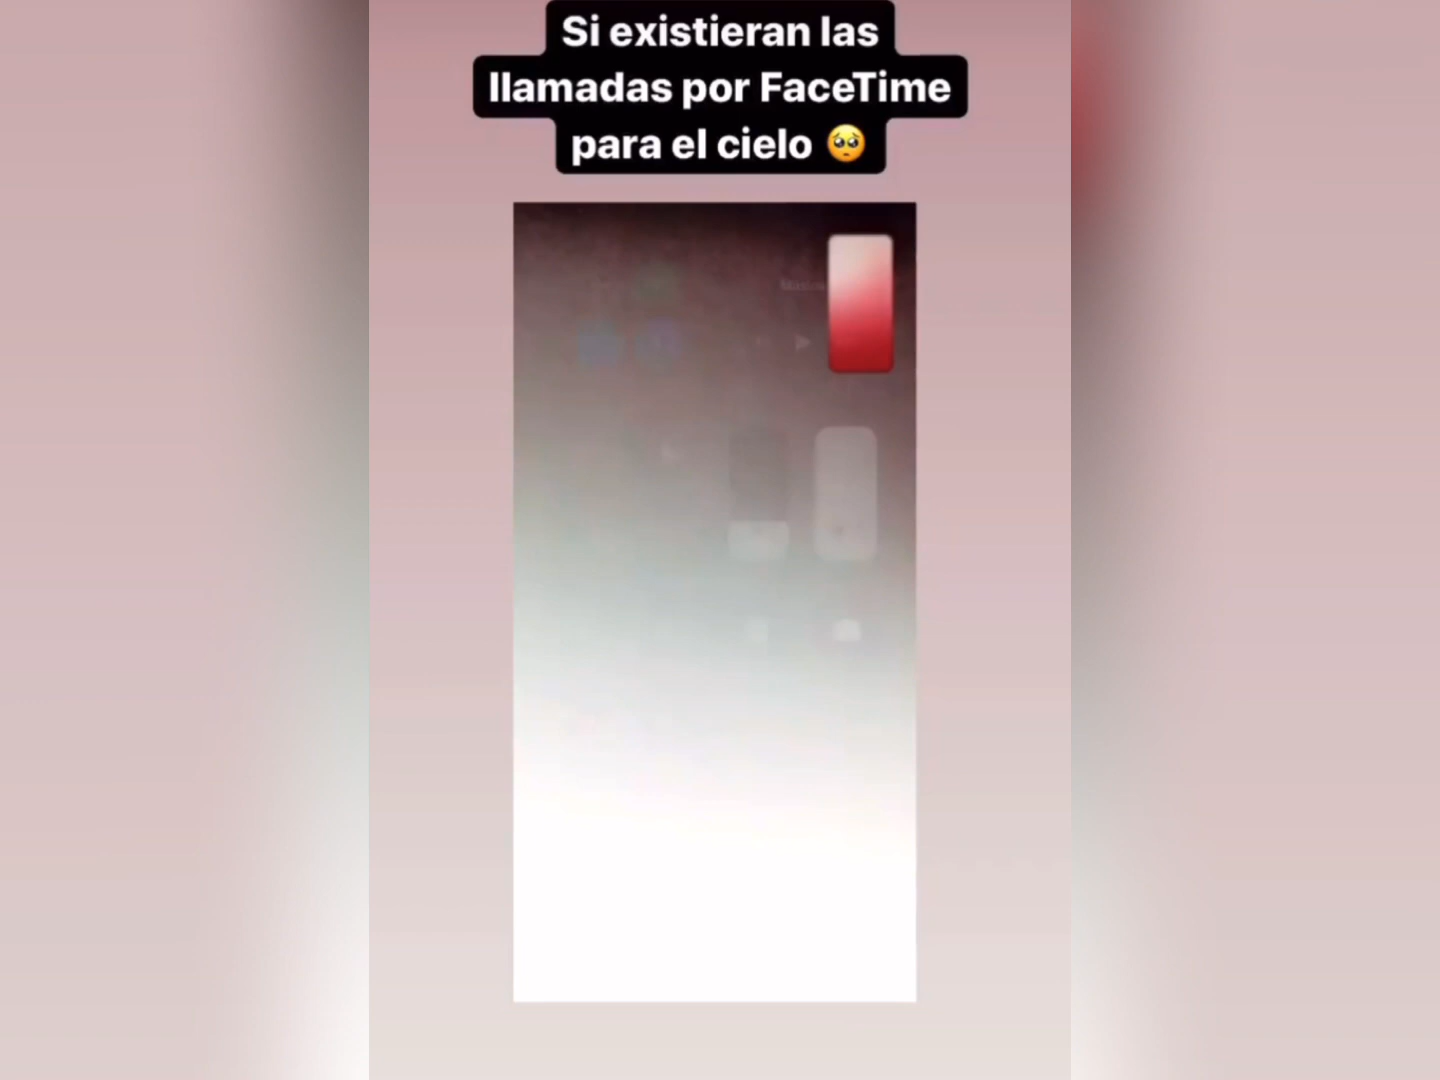 Si existieran las
llamadas por FaceTime
para el cielo 🥺